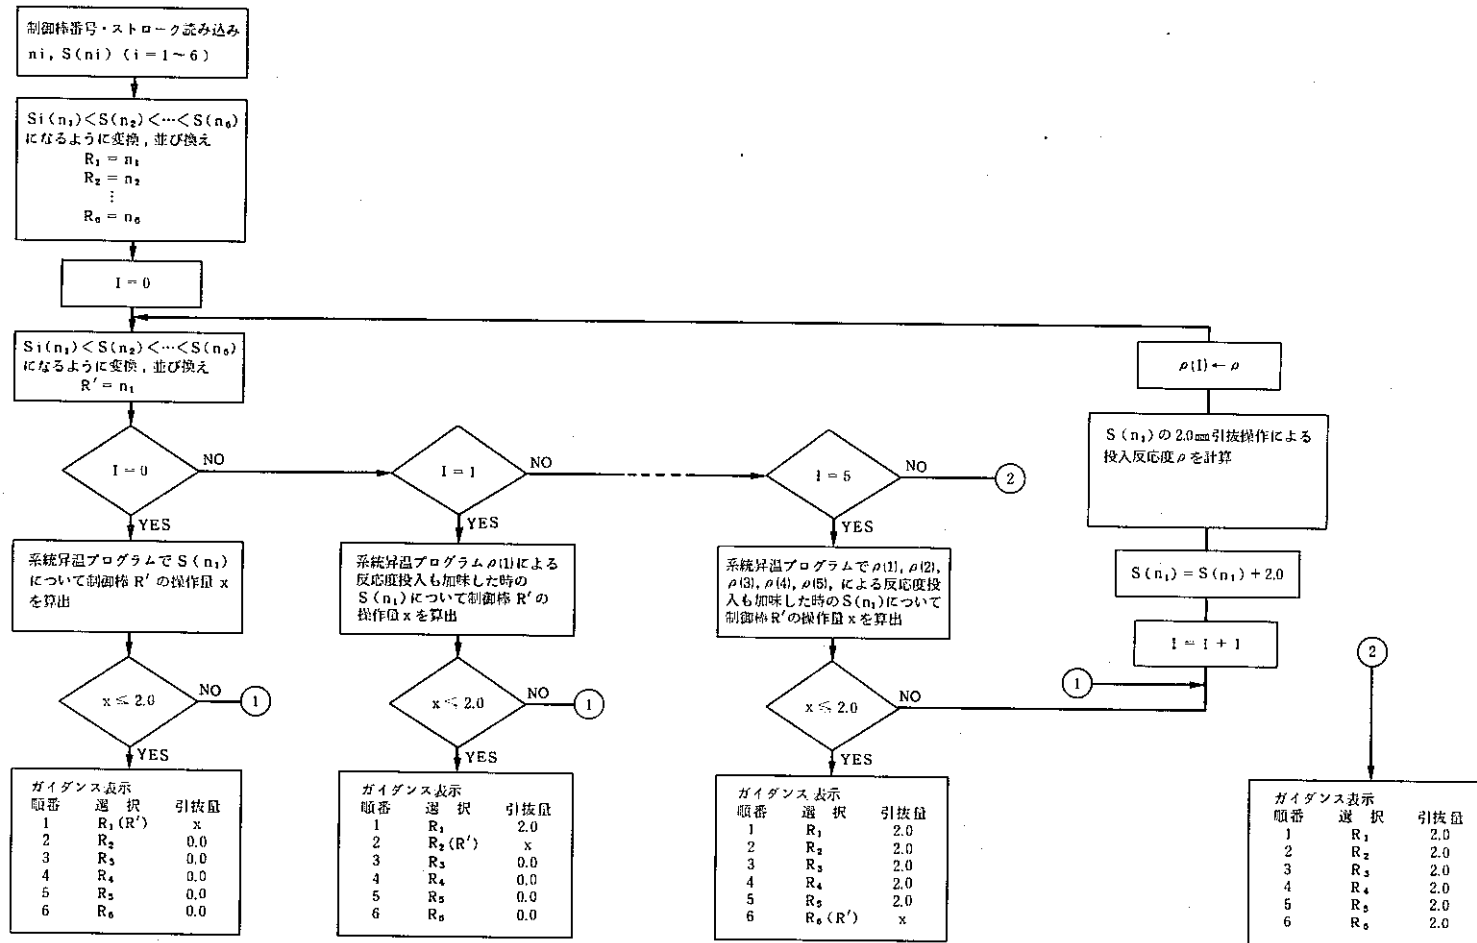 制御棒番号・ストローク読み込み
ni, S(ni) (i = 1~6)
Si(n₁)<S(n₂)<…<S(n₆)
になるように変換, 並び換え
R₁ = n₁
R₂ = n₂
⋮
R₆ = n₆
I = 0
Si(n₁)<S(n₂)<…<S(n₆)
になるように変換, 並び換え
R′ = n₁
I = 0
NO
YES
系統昇温プログラムで S(n₁)
について制御棒 R′ の操作量 x
を算出
x ≦ 2.0
NO
1
YES
ガイダンス表示
順番 選択 引抜量
1 R₁(R′) x
2 R₂ 0.0
3 R₃ 0.0
4 R₄ 0.0
5 R₅ 0.0
6 R₆ 0.0
I = 1
NO
YES
系統昇温プログラムρ(1)による
反応度投入も加味した時の
S(n₁)について制御棒 R′ の
操作量 x を算出
x ≦ 2.0
NO
1
YES
ガイダンス表示
順番 選択 引抜量
1 R₁ 2.0
2 R₂(R′) x
3 R₃ 0.0
4 R₄ 0.0
5 R₅ 0.0
6 R₆ 0.0
I = 5
NO
2
YES
系統昇温プログラムでρ(1), ρ(2),
ρ(3), ρ(4), ρ(5), による反応度投
入も加味した時のS(n₁)について
制御棒R′の操作量 x を算出
x ≦ 2.0
NO
YES
ガイダンス表示
順番 選択 引抜量
1 R₁ 2.0
2 R₂ 2.0
3 R₃ 2.0
4 R₄ 2.0
5 R₅ 2.0
6 R₆(R′) x
ρ(I) ← ρ
S(n₁)の2.0㎜引抜操作による
投入反応度ρを計算
S(n₁) = S(n₁) + 2.0
I = I + 1
1
2
ガイダンス表示
順番 選択 引抜量
1 R₁ 2.0
2 R₂ 2.0
3 R₃ 2.0
4 R₄ 2.0
5 R₅ 2.0
6 R₆ 2.0